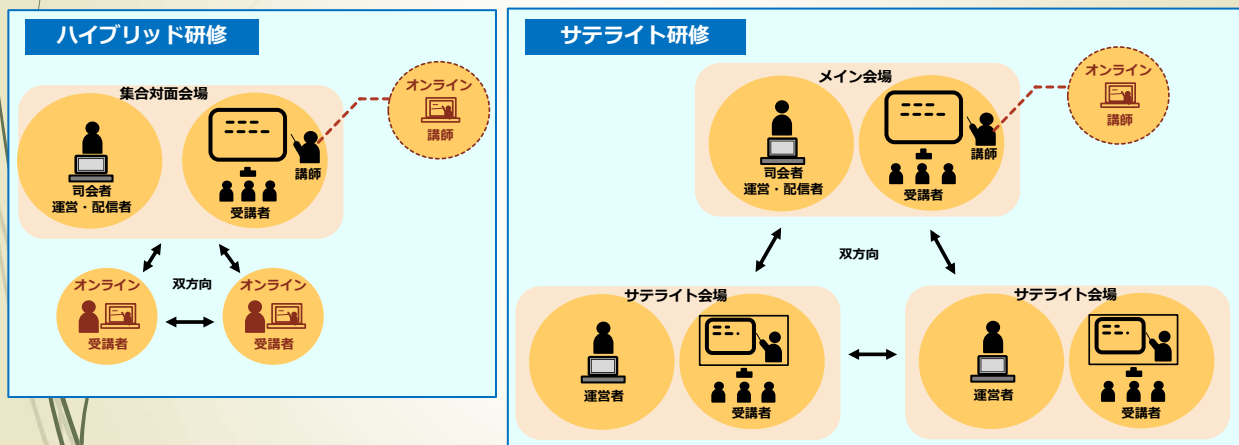 ハイブリッド研修
集合対面会場
司会者
運営・配信者
講師
受講者
オンライン
講師
双方向
オンライン
受講者
オンライン
受講者
サテライト研修
メイン会場
司会者
運営・配信者
講師
受講者
オンライン
講師
双方向
サテライト会場
運営者
受講者
サテライト会場
運営者
受講者